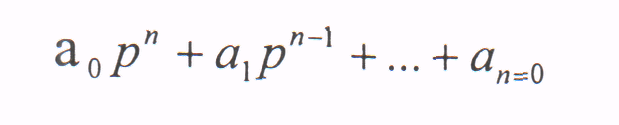 a₀pⁿ + a₁pⁿ⁻¹ + ... + aₙ₌₀